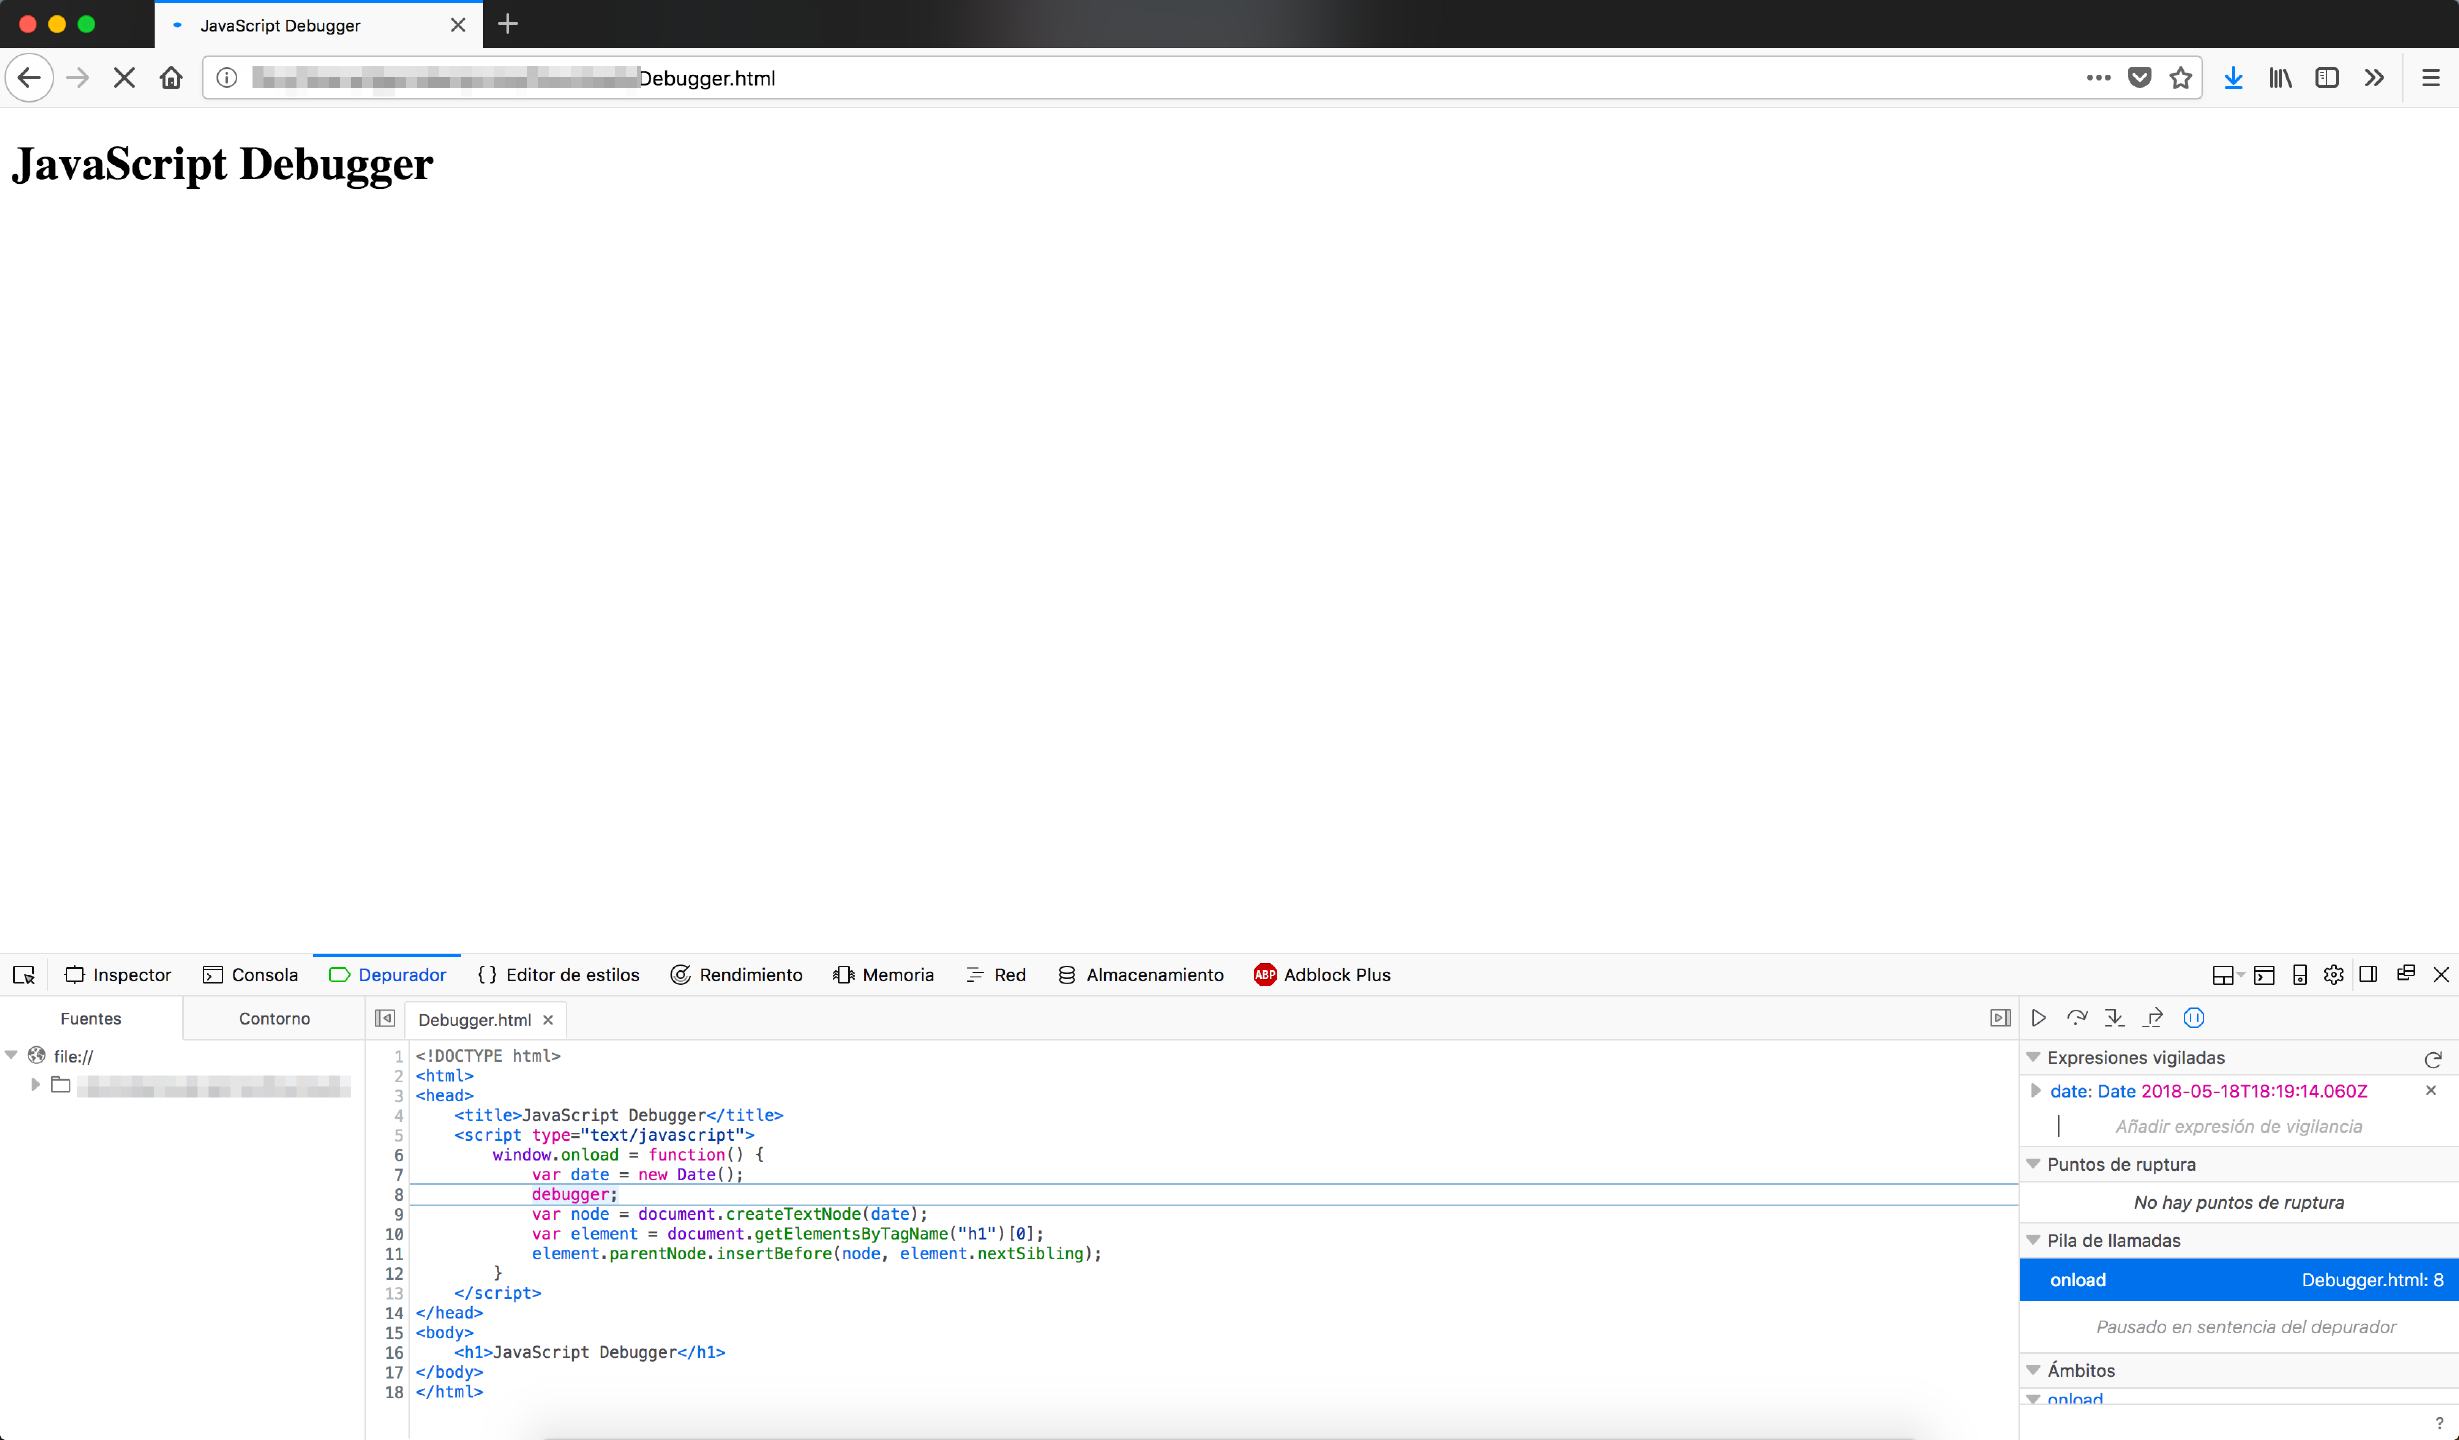 JavaScript Debugger
Debugger.html
JavaScript Debugger
Inspector Consola Depurador { } Editor de estilos Rendimiento Memoria Red Almacenamiento ABP Adblock Plus
Fuentes Contorno Debugger.html
file://
1 <!DOCTYPE html>
2 <html>
3 <head>
4 <title>JavaScript Debugger</title>
5 <script type="text/javascript">
6 window.onload = function() {
7 var date = new Date();
8 debugger;
9 var node = document.createTextNode(date);
10 var element = document.getElementsByTagName("h1")[0];
11 element.parentNode.insertBefore(node, element.nextSibling);
12 }
13 </script>
14 </head>
15 <body>
16 <h1>JavaScript Debugger</h1>
17 </body>
18 </html>
Expresiones vigiladas
date: Date 2018-05-18T18:19:14.060Z
Añadir expresión de vigilancia
Puntos de ruptura
No hay puntos de ruptura
Pila de llamadas
onload Debugger.html: 8
Pausado en sentencia del depurador
Ámbitos
onload
?